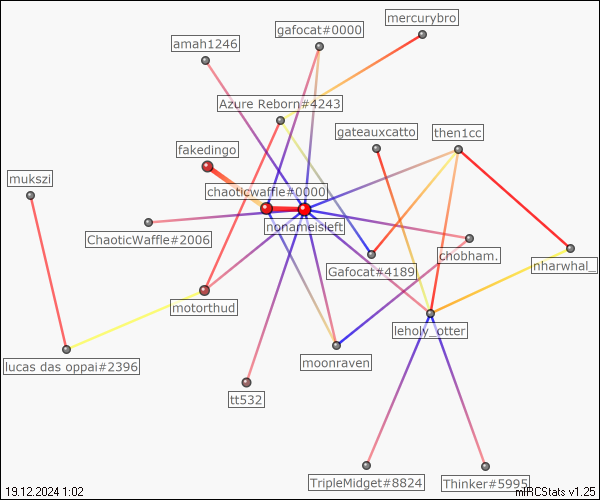 mercurybro
gafocat#0000
amah1246
Azure Reborn#4243
gateauxcatto
then1cc
fakedingo
mukszi
chaoticwaffle#0000
nonameisleft
ChaoticWaffle#2006
chobham.
nharwhal_
Gafocat#4189
motorthud
leholy_otter
lucas das oppai#2396
moonraven
tt532
TripleMidget#8824
Thinker#5995
19.12.2024 1:02
mIRCStats v1.25